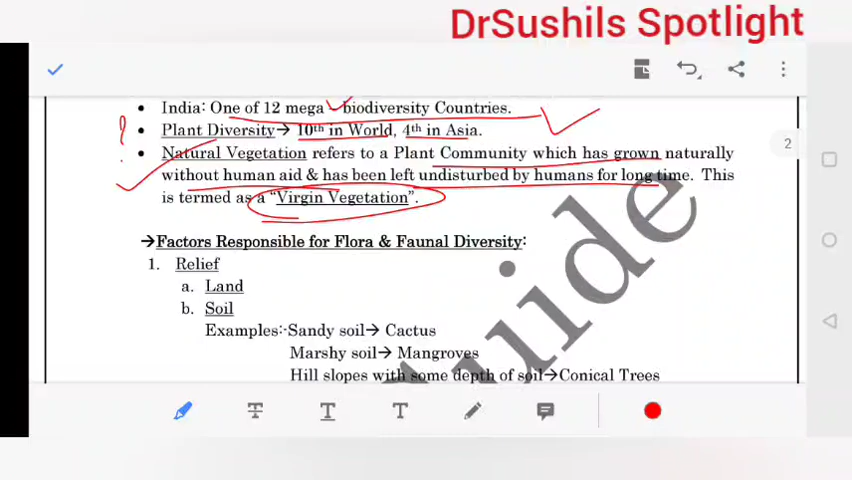 DrSushils Spotlight
• India: One of 12 mega biodiversity Countries.
• Plant Diversity→ 10th in World, 4th in Asia.
2
• Natural Vegetation refers to a Plant Community which has grown naturally
without human aid & has been left undisturbed by humans for long time. This
is termed as a “Virgin Vegetation”.
→Factors Responsible for Flora & Faunal Diversity:
1. Relief
a. Land
b. Soil
Examples:-Sandy soil→ Cactus
Marshy soil→ Mangroves
Hill slopes with some depth of soil→Conical Trees
uide